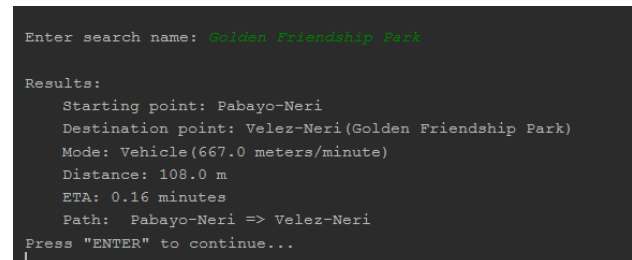 Enter search name: Golden Friendship Park
Results:
Starting point: Pabayo-Neri
Destination point: Velez-Neri(Golden Friendship Park)
Mode: Vehicle(667.0 meters/minute)
Distance: 108.0 m
ETA: 0.16 minutes
Path:  Pabayo-Neri => Velez-Neri
Press "ENTER" to continue...